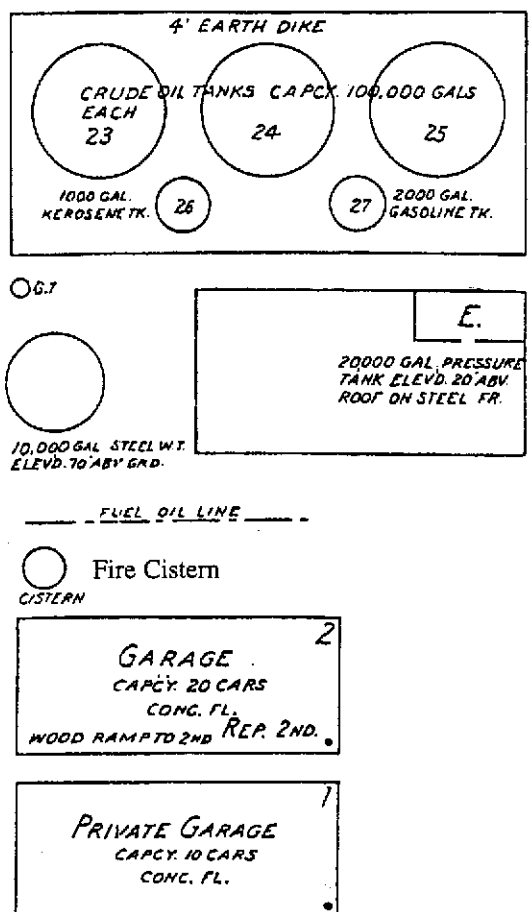 4' EARTH DIKE
CRUDE OIL TANKS CAPCY. 100,000 GALS
EACH
23
24
25
1000 GAL.
KEROSENE TK.
26
27
2000 GAL.
GASOLINE TK.
G.T
E.
20,000 GAL. PRESSURE
TANK ELEVD. 20' ABV.
ROOF ON STEEL FR.
10,000 GAL STEEL W.T.
ELEVD. 70' ABV GRD.
FUEL OIL LINE
Fire Cistern
CISTERN
2
GARAGE
CAPCY. 20 CARS
CONC. FL.
WOOD RAMP TO 2ND REP. 2ND.
1
PRIVATE GARAGE
CAPCY. 10 CARS
CONC. FL.